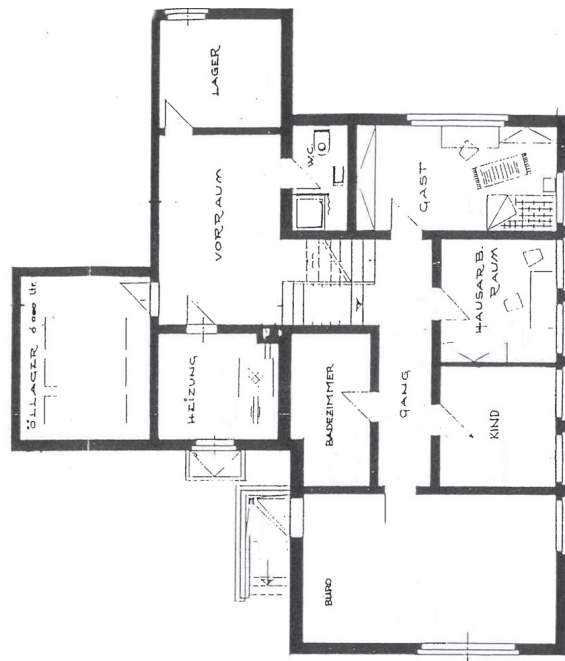 LAGER
W.C.
VORRAUM
GAST
HAUSARB.
RAUM
ÖLLAGER 6000 ltr.
HEIZUNG
BADEZIMMER
GANG
KIND
BÜRO